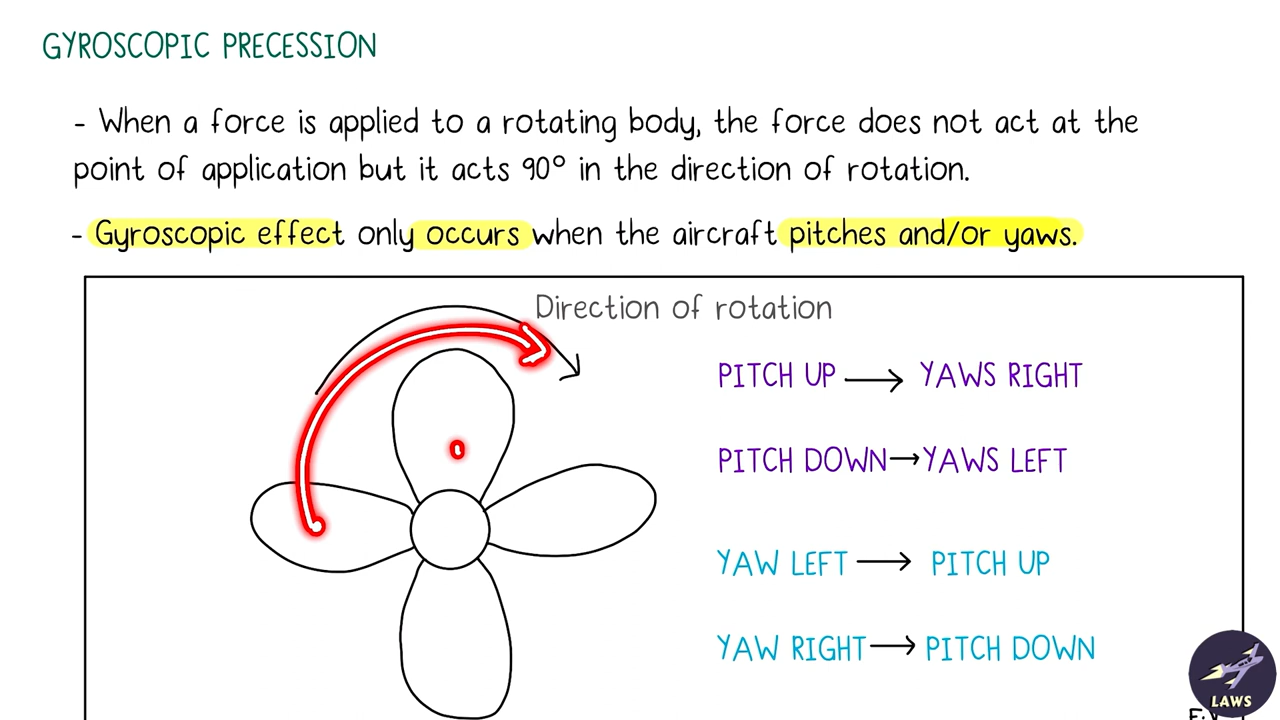 GYROSCOPIC PRECESSION
- When a force is applied to a rotating body, the force does not act at the
point of application but it acts 90° in the direction of rotation.
- Gyroscopic effect only occurs when the aircraft pitches and/or yaws.
Direction of rotation
PITCH UP → YAWS RIGHT
PITCH DOWN → YAWS LEFT
YAW LEFT → PITCH UP
YAW RIGHT → PITCH DOWN
LAWS